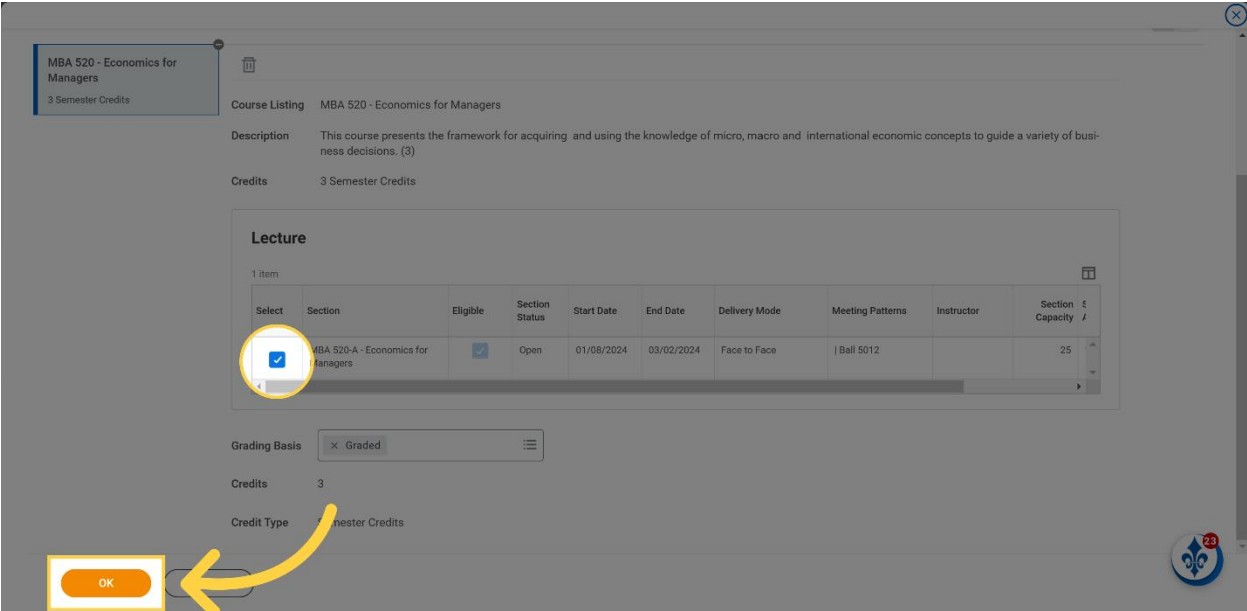 MBA 520 - Economics for
Managers
3 Semester Credits
Course Listing MBA 520 - Economics for Managers
Description This course presents the framework for acquiring and using the knowledge of micro, macro and international economic concepts to guide a variety of busi-
ness decisions. (3)
Credits 3 Semester Credits
Lecture
1 item
Select Section Eligible Section Status Start Date End Date Delivery Mode Meeting Patterns Instructor Section Capacity
MBA 520-A - Economics for Open 01/08/2024 03/02/2024 Face to Face | Ball 5012 25
Managers
Grading Basis × Graded
Credits 3
Credit Type Semester Credits
23
OK